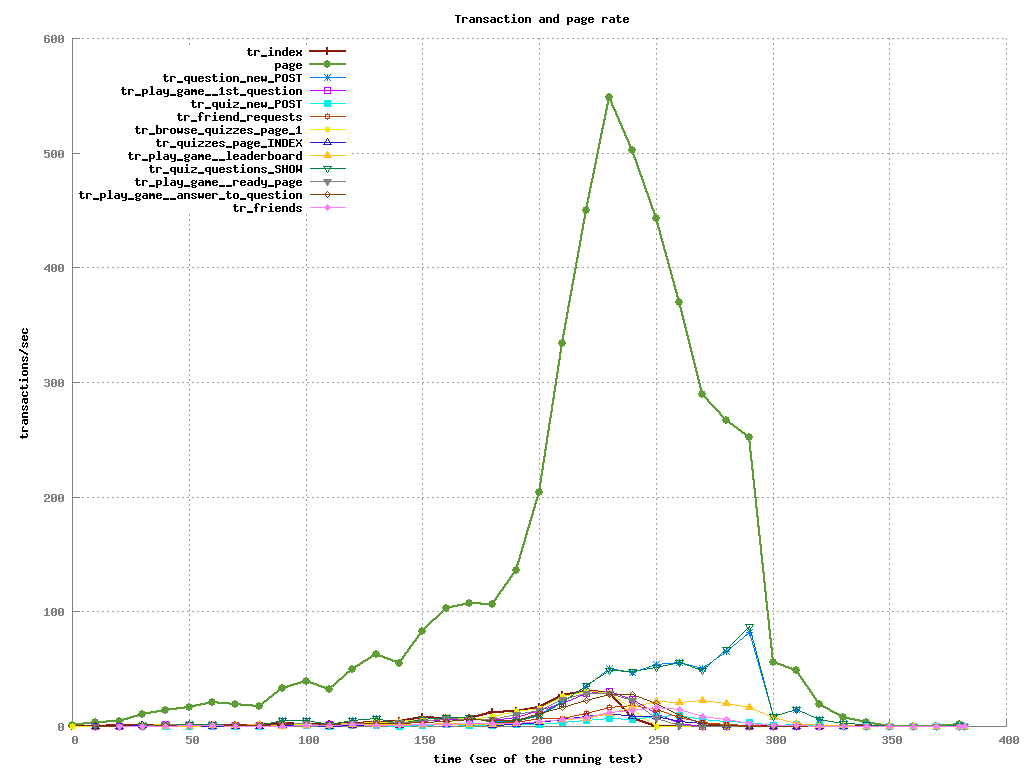 Transaction and page rate
600
500
400
300
200
100
0
transactions/sec
tr_index
page
tr_question_new_POST
tr_play_game__1st_question
tr_quiz_new_POST
tr_friend_requests
tr_browse_quizzes_page_1
tr_quizzes_page_INDEX
tr_play_game__leaderboard
tr_quiz_questions_SHOW
tr_play_game__ready_page
tr_play_game__answer_to_question
tr_friends
0 50 100 150 200 250 300 350 400
time (sec of the running test)